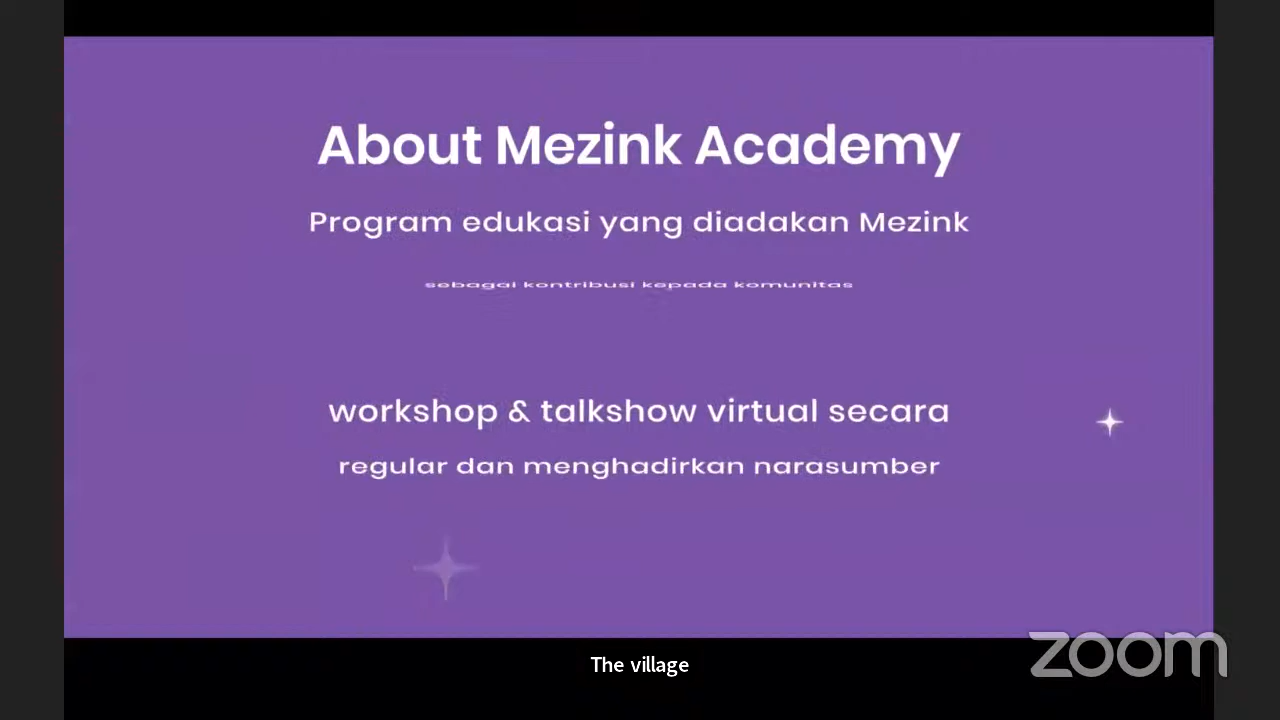 About Mezink Academy
Program edukasi yang diadakan Mezink
sebagai kontribusi kepada komunitas
workshop & talkshow virtual secara
regular dan menghadirkan narasumber
The village
zoom